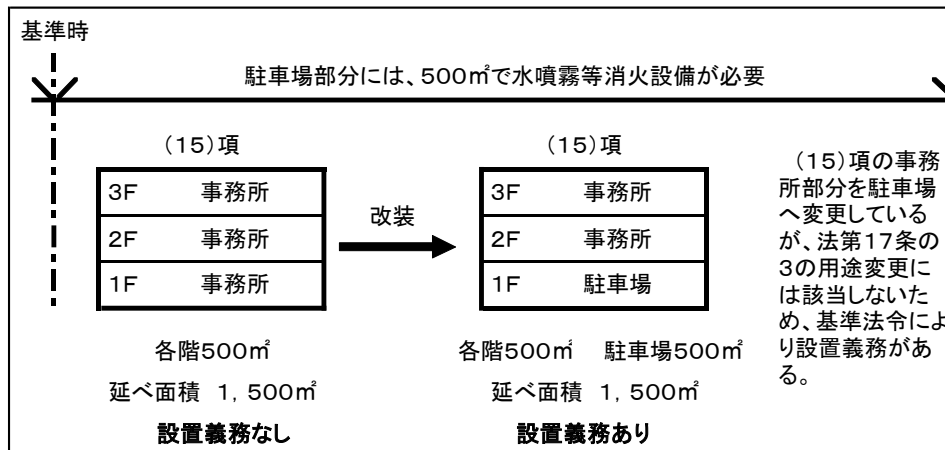 基準時
駐車場部分には、500㎡で水噴霧等消火設備が必要
(15)項
3F 事務所
2F 事務所
1F 事務所
各階500㎡
延べ面積 1,500㎡
設置義務なし
改装
(15)項
3F 事務所
2F 事務所
1F 駐車場
各階500㎡ 駐車場500㎡
延べ面積 1,500㎡
設置義務あり
(15)項の事務
所部分を駐車場
へ変更している
が、法第17条の
3の用途変更に
は該当しないた
め、基準法令によ
り設置義務があ
る。